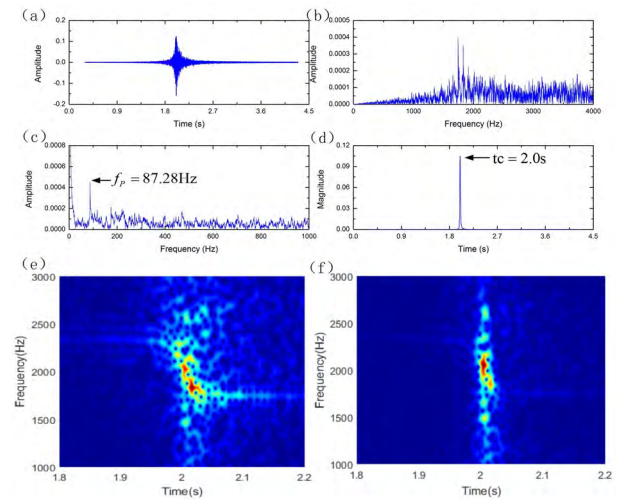 (a)
Amplitude
0.2
0.1
0.0
-0.1
-0.2
0.0 0.9 1.8 2.7 3.6 4.5
Time (s)
(b)
Amplitude
0.0005
0.0004
0.0003
0.0002
0.0001
0.0000
0 1000 2000 3000 4000
Frequency (Hz)
(c)
Amplitude
0.0008
0.0006
0.0004
0.0002
0.0000
f_P = 87.28Hz
0 200 400 600 800 1000
Frequency (Hz)
(d)
Magnitude
0.12
0.09
0.06
0.03
0.00
tc = 2.0s
0.0 0.9 1.8 2.7 3.6 4.5
Time (s)
(e)
Frequency(Hz)
3000
2500
2000
1500
1000
1.8 1.9 2 2.1 2.2
Time(s)
(f)
Frequency(Hz)
3000
2500
2000
1500
1000
1.8 1.9 2 2.1 2.2
Time(s)